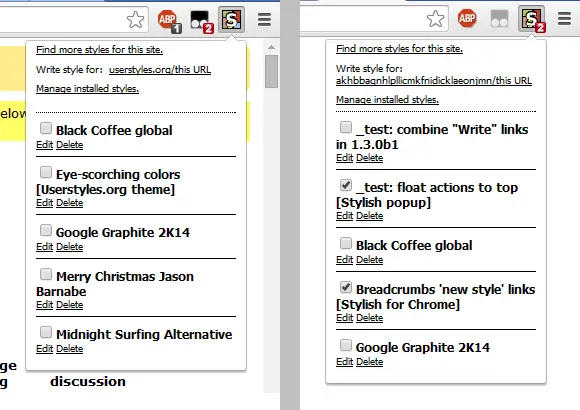 ABP
1
2
S
Find more styles for this site.
Write style for: userstyles.org/this URL
Manage installed styles.
elow
Black Coffee global
Edit Delete
Eye-scorching colors
[Userstyles.org theme]
Edit Delete
Google Graphite 2K14
Edit Delete
Merry Christmas Jason
Barnabe
Edit Delete
Midnight Surfing Alternative
Edit Delete
ge
g discussion
ABP
S
2
Find more styles for this site.
Write style for:
akhbbaqnhlpllicmkfnidicklaeonjmn/this URL
Manage installed styles.
_test: combine "Write" links
in 1.3.0b1
Edit Delete
_test: float actions to top
[Stylish popup]
Edit Delete
Black Coffee global
Edit Delete
Breadcrumbs 'new style' links
[Stylish for Chrome]
Edit Delete
Google Graphite 2K14
Edit Delete